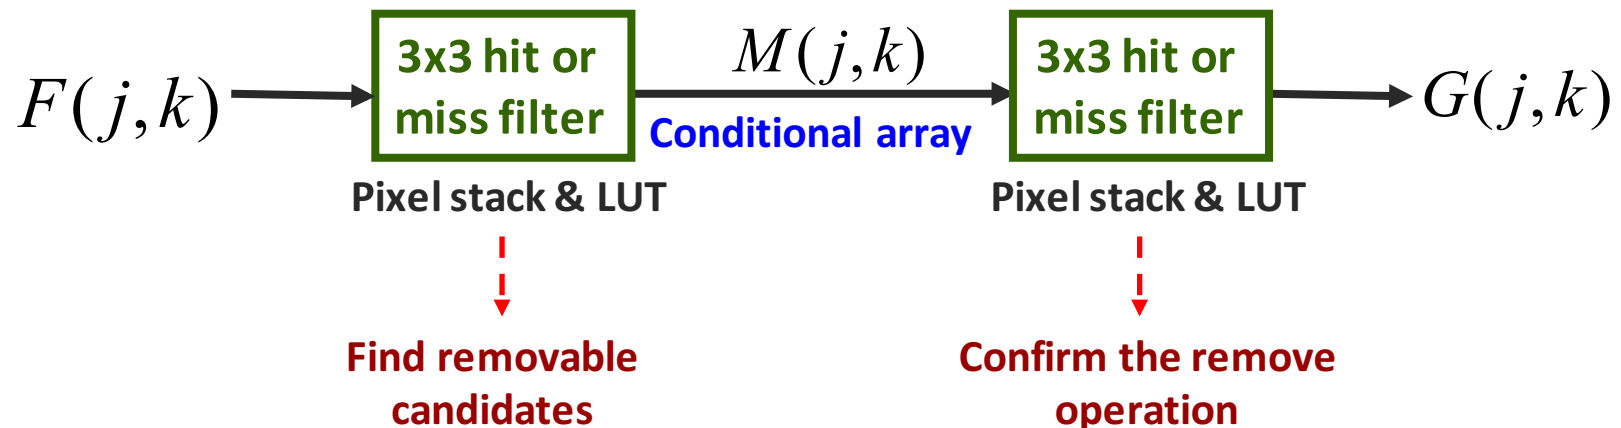 F(j,k)
3x3 hit or
miss filter
M(j,k)
Conditional array
3x3 hit or
miss filter
G(j,k)
Pixel stack & LUT
Pixel stack & LUT
Find removable
candidates
Confirm the remove
operation